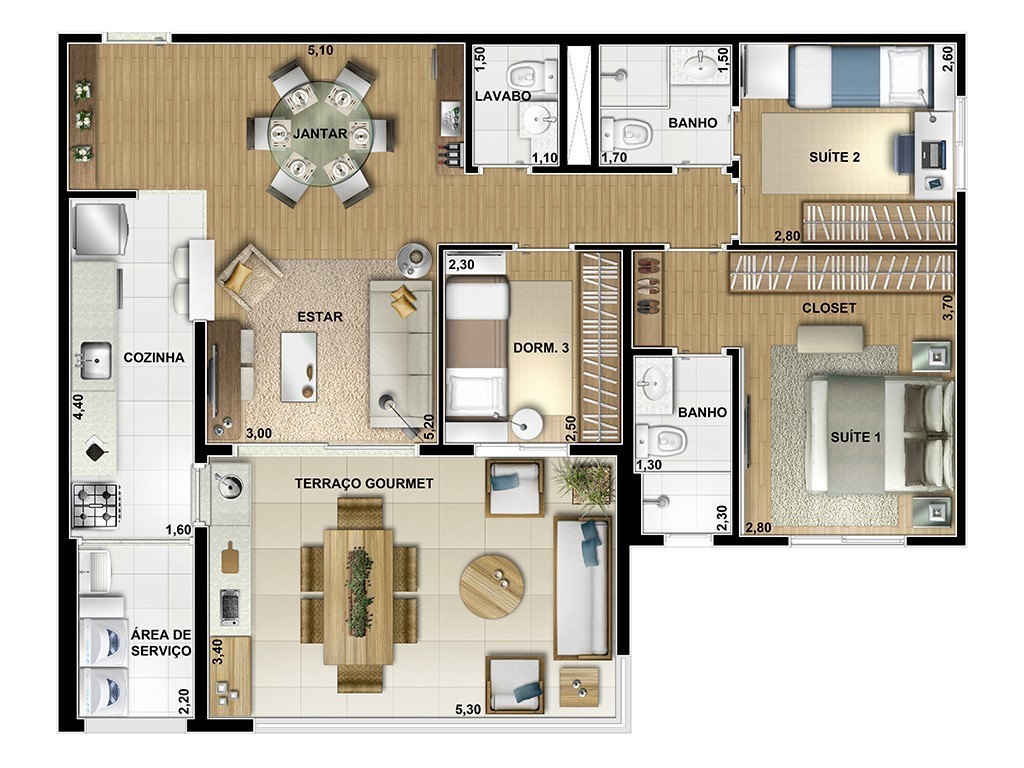 5,10
1,50
LAVABO
1,10
1,50
BANHO
1,70
2,60
SUÍTE 2
2,80
JANTAR
2,30
ESTAR
DORM. 3
CLOSET
3,70
COZINHA
4,40
3,00
5,20
2,50
BANHO
1,30
2,30
SUÍTE 1
2,80
1,60
TERRAÇO GOURMET
ÁREA DE
SERVIÇO
2,20
3,40
5,30